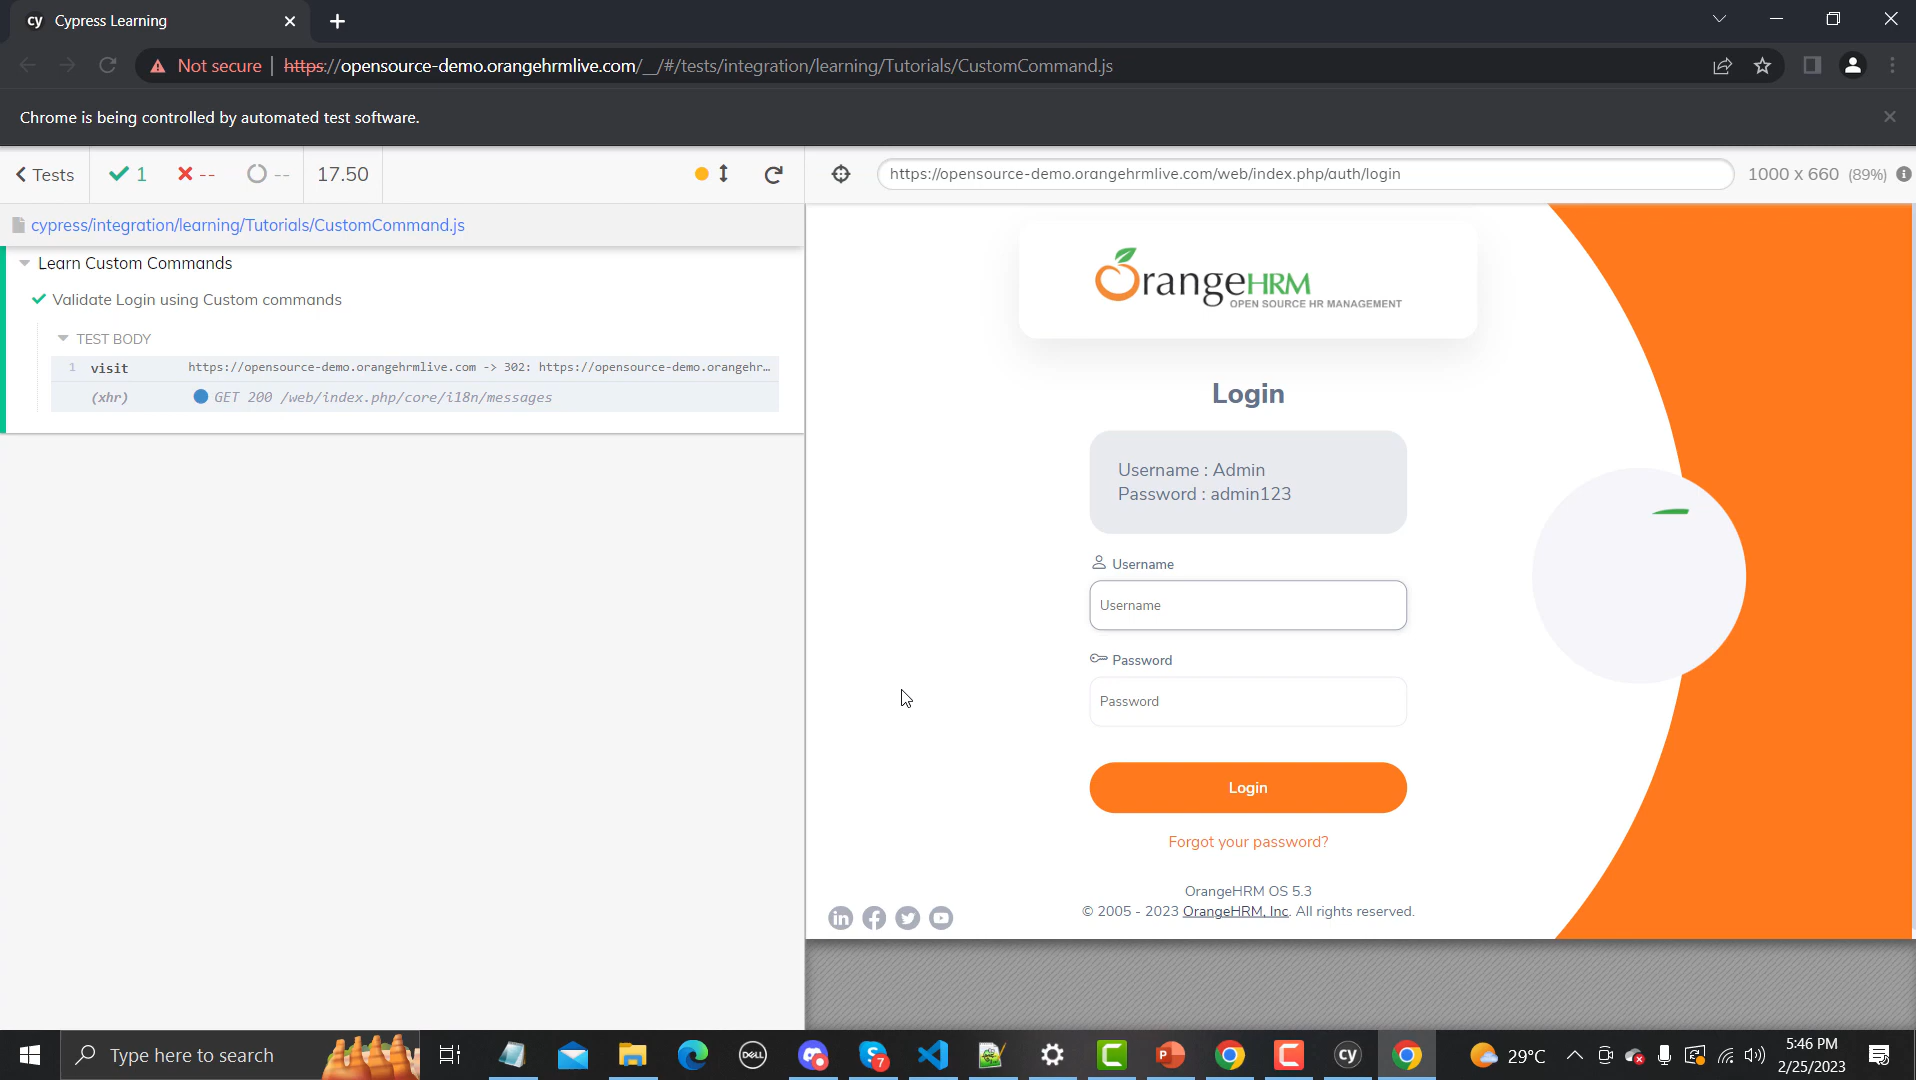 cy Cypress Learning
Not secure | https://opensource-demo.orangehrmlive.com/__/#/tests/integration/learning/Tutorials/CustomCommand.js
Chrome is being controlled by automated test software.
Tests 1 -- -- 17.50
https://opensource-demo.orangehrmlive.com/web/index.php/auth/login 1000 x 660 (89%)
cypress/integration/learning/Tutorials/CustomCommand.js
Learn Custom Commands
Validate Login using Custom commands
TEST BODY
1 visit https://opensource-demo.orangehrmlive.com -> 302: https://opensource-demo.orangehr…
(xhr) GET 200 /web/index.php/core/i18n/messages
OrangeHRM
OPEN SOURCE HR MANAGEMENT
Login
Username : Admin
Password : admin123
Username
Username
Password
Password
Login
Forgot your password?
OrangeHRM OS 5.3
© 2005 - 2023 OrangeHRM, Inc. All rights reserved.
Type here to search
DELL
7
cy
29°C
5:46 PM
2/25/2023